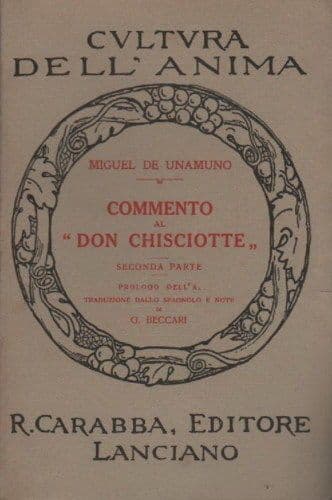 CVLTVRA
DELL'ANIMA
MIGUEL DE UNAMUNO
COMMENTO
AL
"DON CHISCIOTTE„
SECONDA PARTE
PROLOGO DELL'A.
TRADUZIONE DALLO SPAGNOLO E NOTE
DI
G. BECCARI
R. CARABBA, EDITORE
LANCIANO